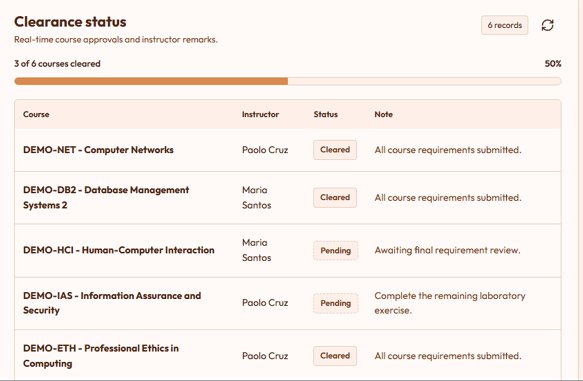 Clearance status
6 records
Real-time course approvals and instructor remarks.
3 of 6 courses cleared 50%
Course Instructor Status Note
DEMO-NET - Computer Networks Paolo Cruz Cleared All course requirements submitted.
DEMO-DB2 - Database Management
Systems 2
Maria
Santos
Cleared
All course requirements submitted.
DEMO-HCI - Human-Computer Interaction
Maria
Santos
Pending
Awaiting final requirement review.
DEMO-IAS - Information Assurance and
Security
Paolo Cruz
Pending
Complete the remaining laboratory
exercise.
DEMO-ETH - Professional Ethics in
Computing
Paolo Cruz
Cleared
All course requirements submitted.